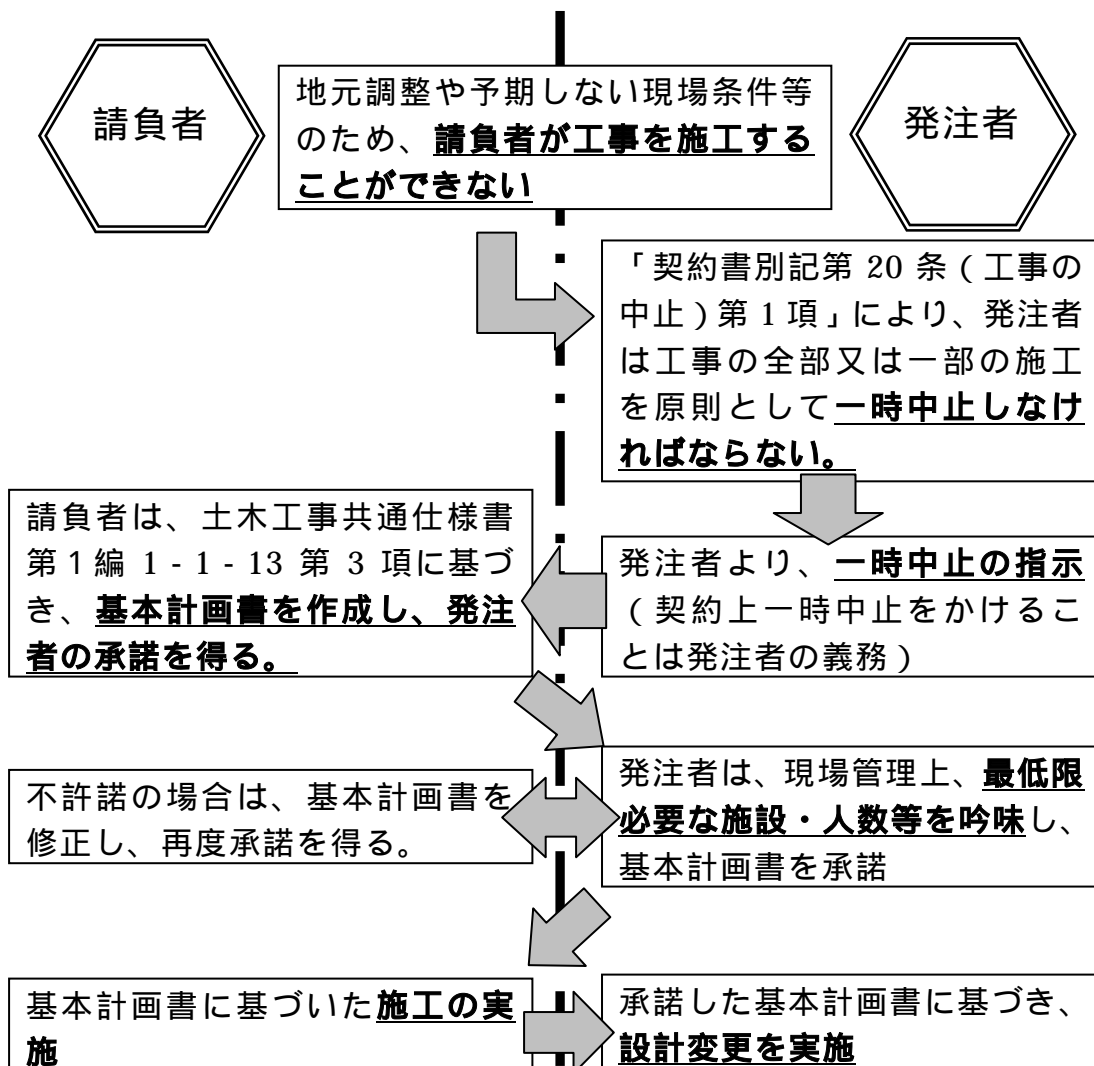 請負者
発注者
地元調整や予期しない現場条件等
のため、請負者が工事を施工する
ことができない
「契約書別記第 20 条（工事の
中止）第 1 項」により、発注者
は工事の全部又は一部の施工
を原則として一時中止しなけ
ればならない。
発注者より、一時中止の指示
（契約上一時中止をかけるこ
とは発注者の義務）
請負者は、土木工事共通仕様書
第１編 1 - 1 - 13 第 3 項に基づ
き、基本計画書を作成し、発注
者の承諾を得る。
発注者は、現場管理上、最低限
必要な施設・人数等を吟味し、
基本計画書を承諾
不許諾の場合は、基本計画書を
修正し、再度承諾を得る。
基本計画書に基づいた施工の実
施
承諾した基本計画書に基づき、
設計変更を実施